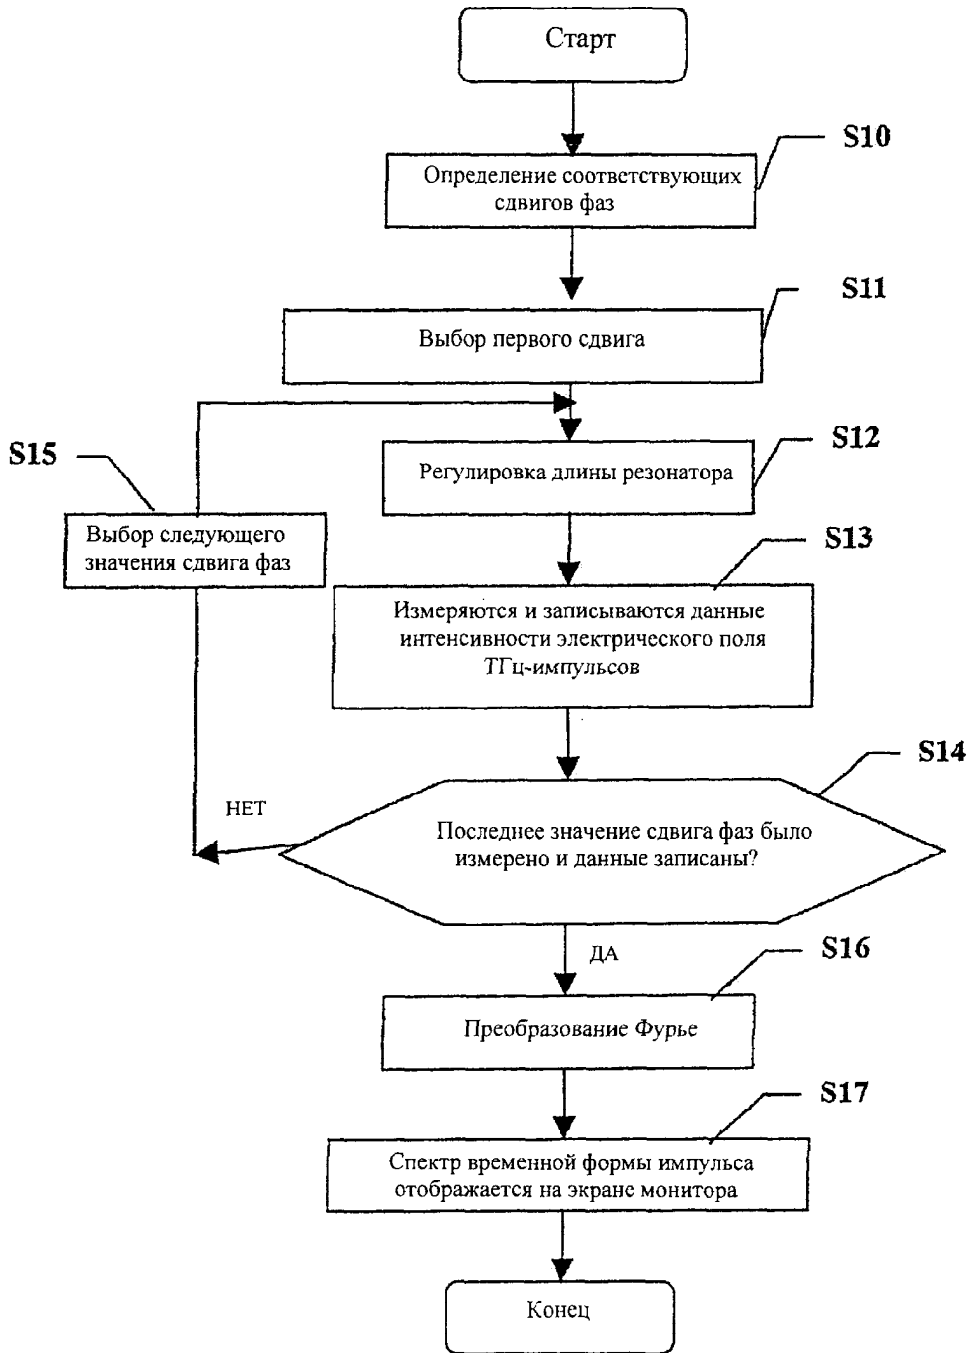 Старт
S10
Определение соответствующих
сдвигов фаз
S11
Выбор первого сдвига
S12
Регулировка длины резонатора
S15
Выбор следующего
значения сдвига фаз
S13
Измеряются и записываются данные
интенсивности электрического поля
ТГц-импульсов
S14
НЕТ
Последнее значение сдвига фаз было
измерено и данные записаны?
ДА
S16
Преобразование Фурье
S17
Спектр временной формы импульса
отображается на экране монитора
Конец